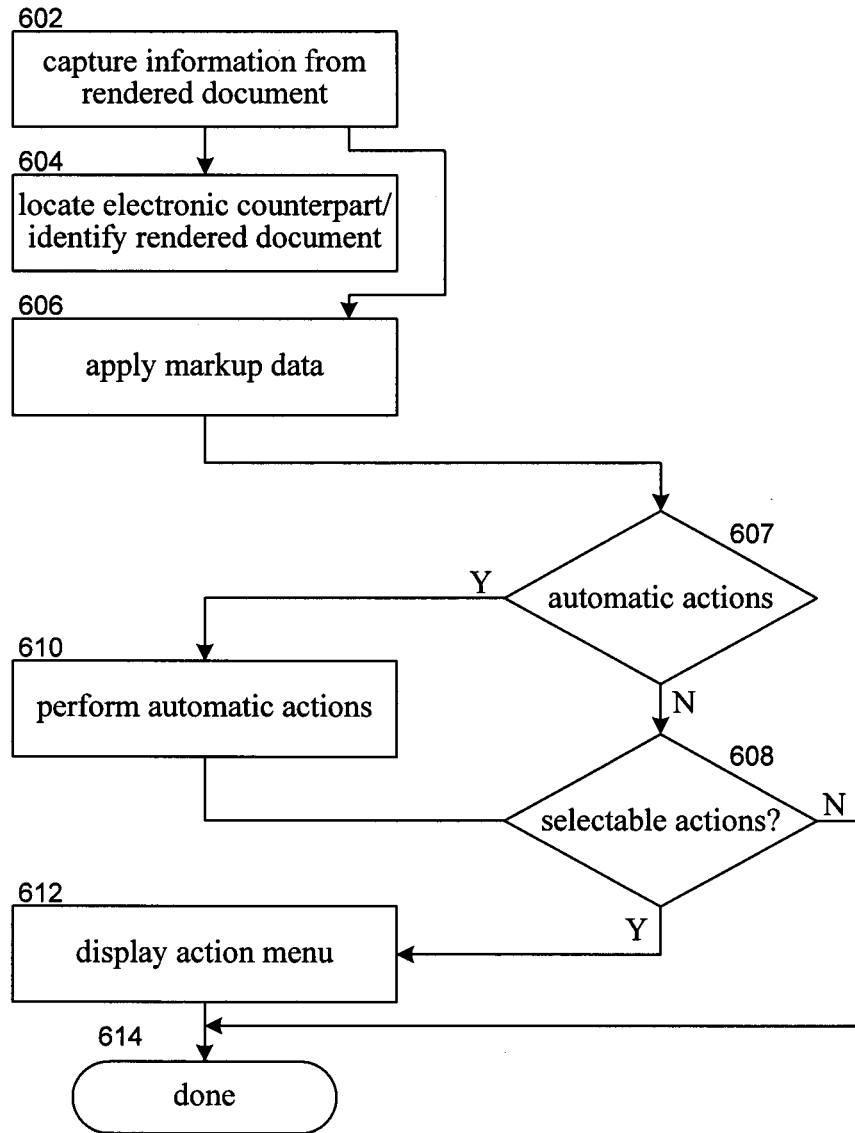 602
capture information from
rendered document
604
locate electronic counterpart/
identify rendered document
606
apply markup data
607
Y
automatic actions
610
perform automatic actions
N
608
selectable actions?
N
612
display action menu
Y
614
done